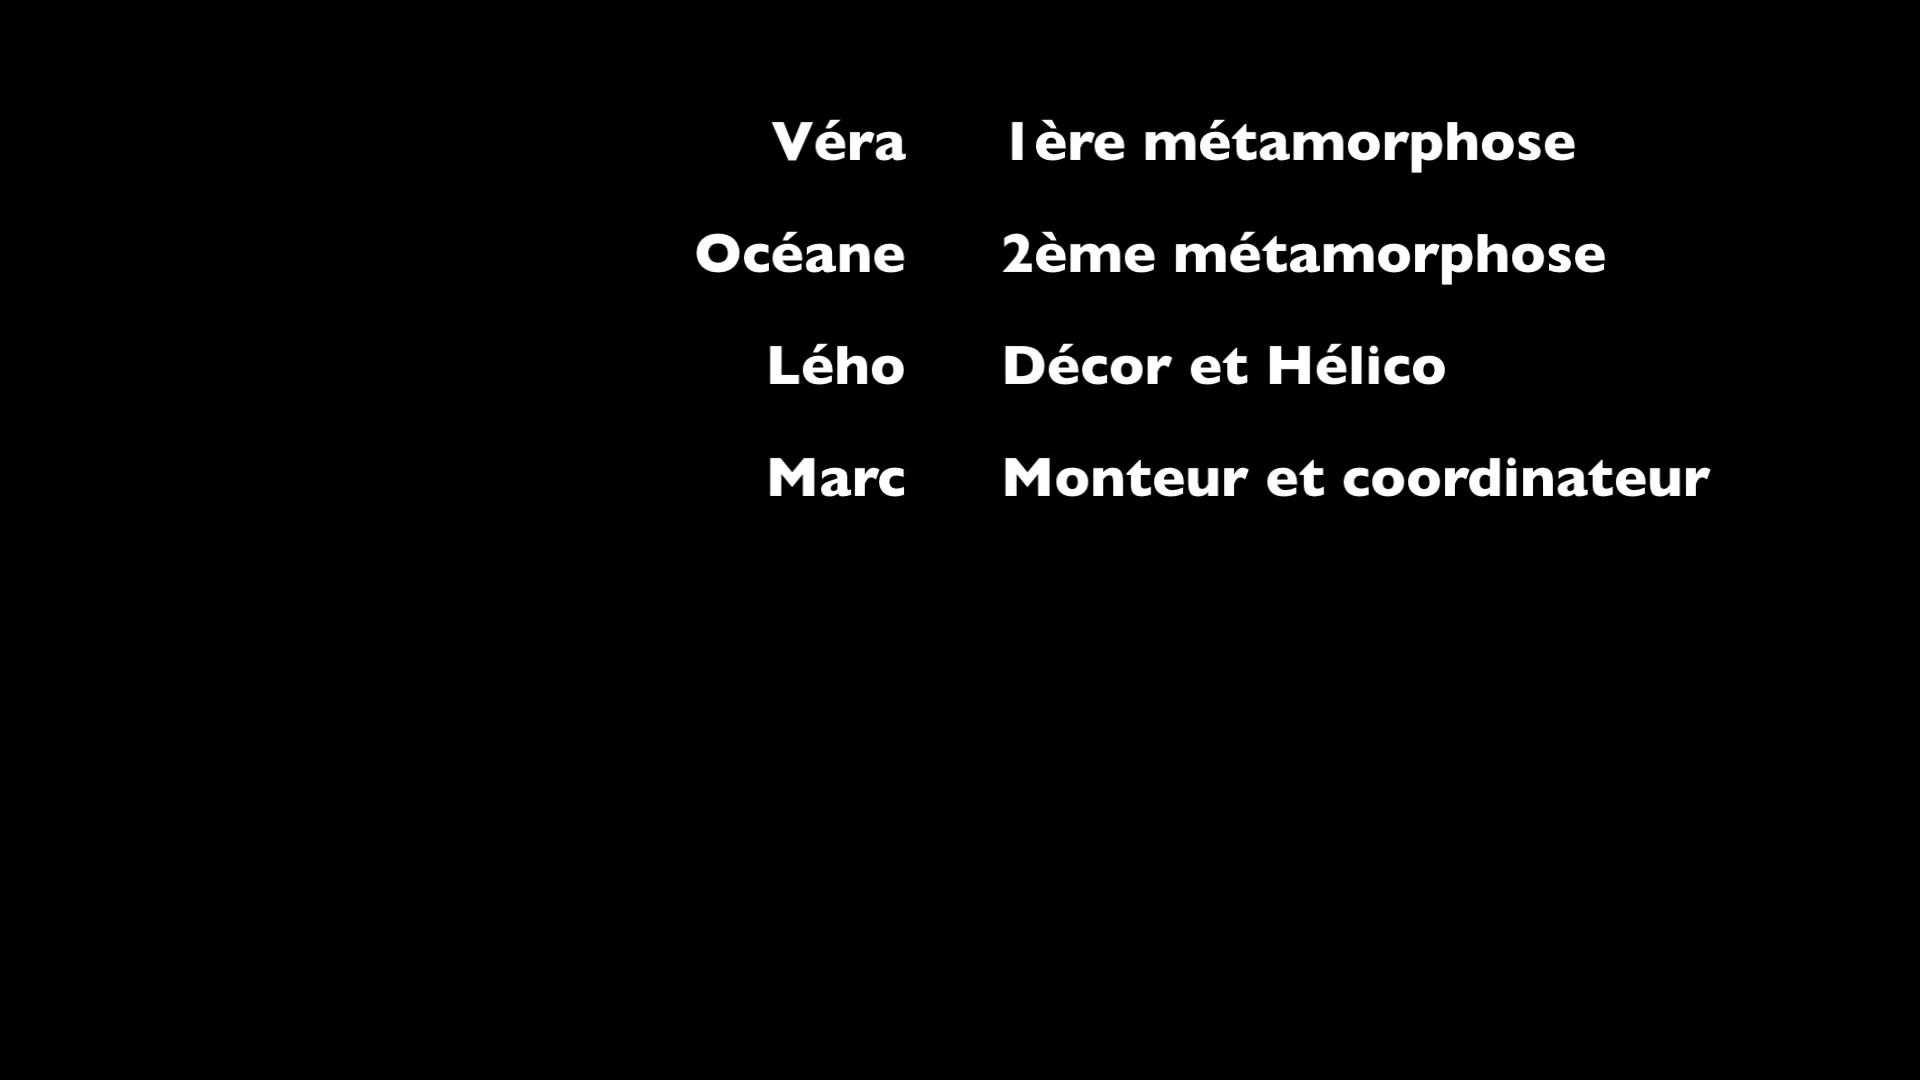 Véra 1ère métamorphose
Océane 2ème métamorphose
Lého Décor et Hélico
Marc Monteur et coordinateur